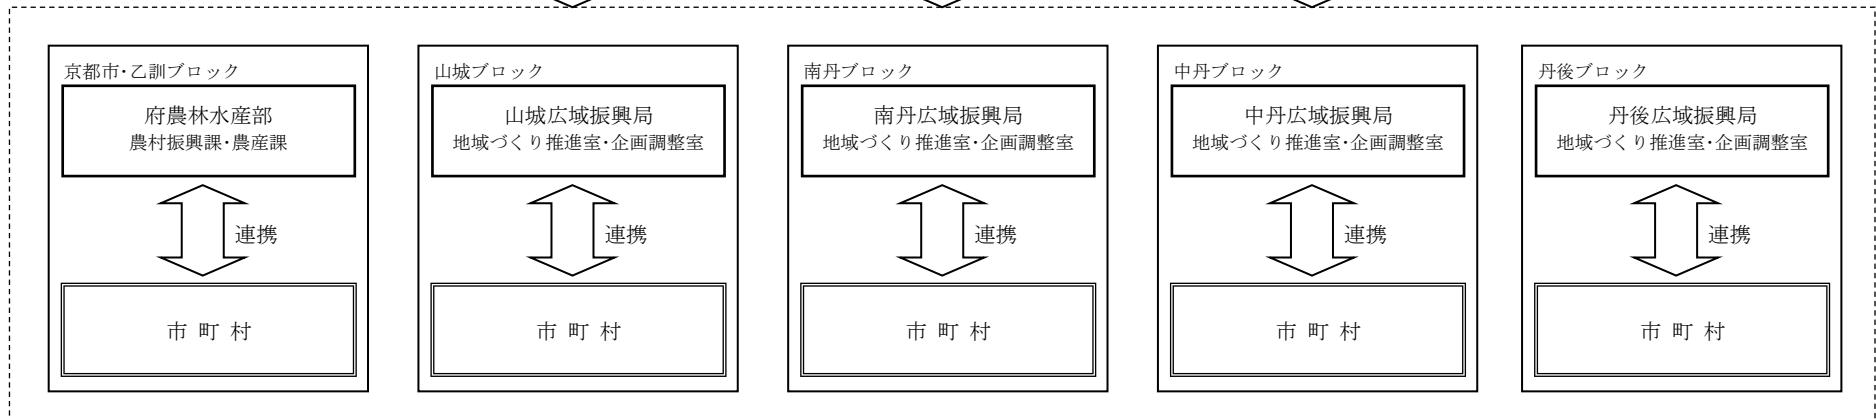 京都市･乙訓ブロック
府農林水産部
農村振興課･農産課
連携
市 町 村
山城ブロック
山城広域振興局
地域づくり推進室･企画調整室
連携
市 町 村
南丹ブロック
南丹広域振興局
地域づくり推進室･企画調整室
連携
市 町 村
中丹ブロック
中丹広域振興局
地域づくり推進室･企画調整室
連携
市 町 村
丹後ブロック
丹後広域振興局
地域づくり推進室･企画調整室
連携
市 町 村